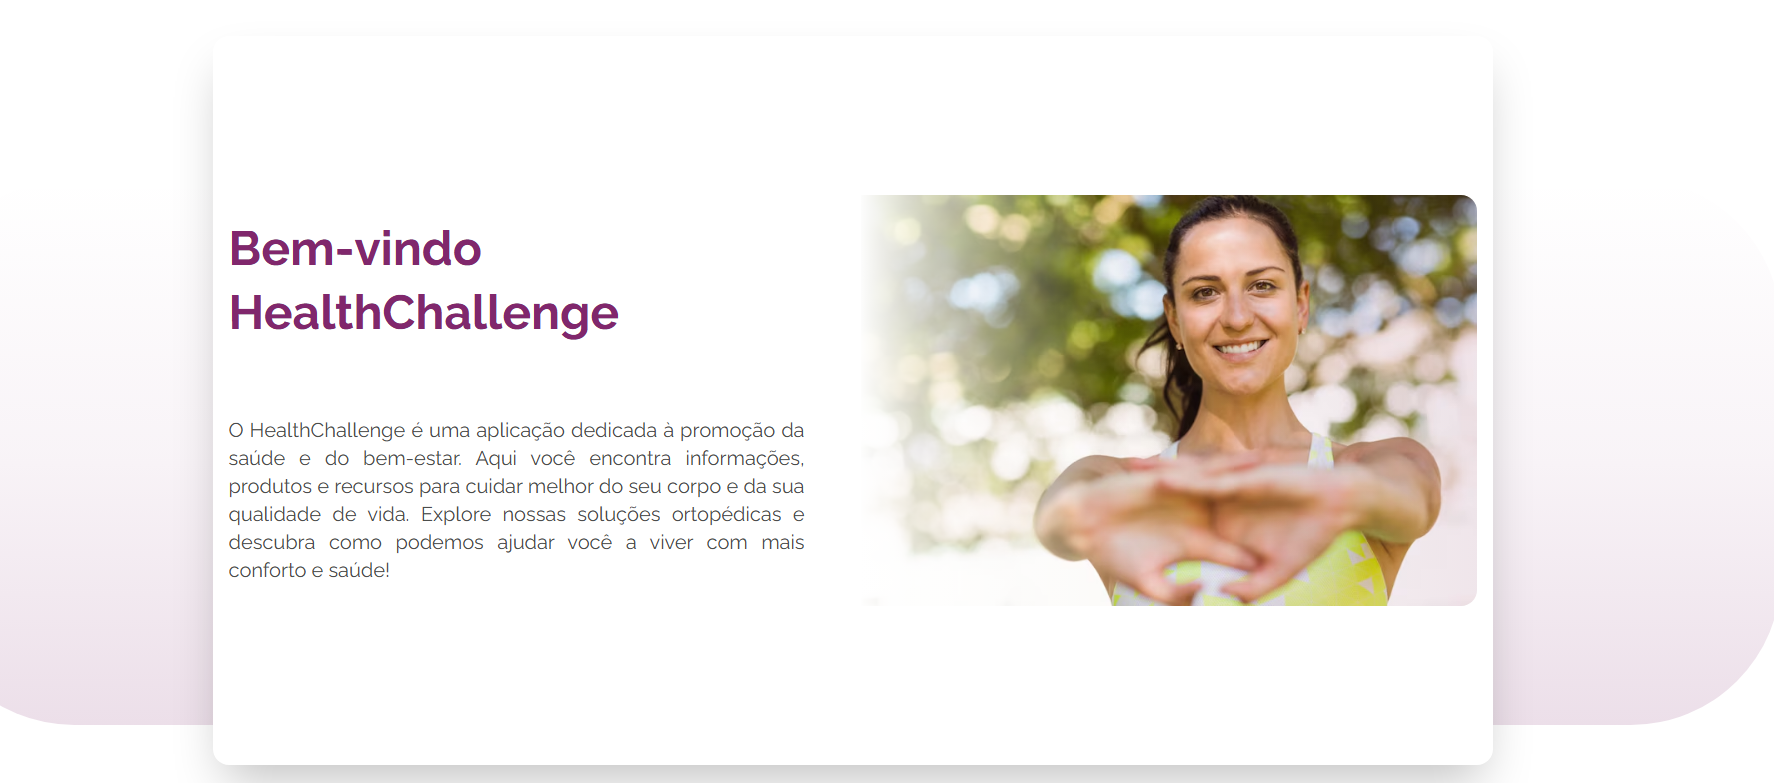 Bem-vindo
HealthChallenge
O HealthChallenge é uma aplicação dedicada à promoção da
saúde e do bem-estar. Aqui você encontra informações,
produtos e recursos para cuidar melhor do seu corpo e da sua
qualidade de vida. Explore nossas soluções ortopédicas e
descubra como podemos ajudar você a viver com mais
conforto e saúde!